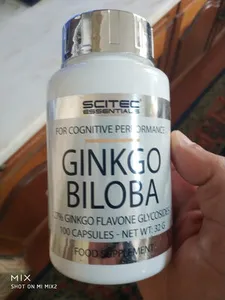 SCITEC
ESSENTIALS
FOR COGNITIVE PERFORMANCE
GINKGO
BILOBA
GINKGO FLAVONE GLYCOSIDES
100 CAPSULES - NET WT: 32 G
FOOD SUPPLEMENT
MIX
SHOT ON MI MIX2